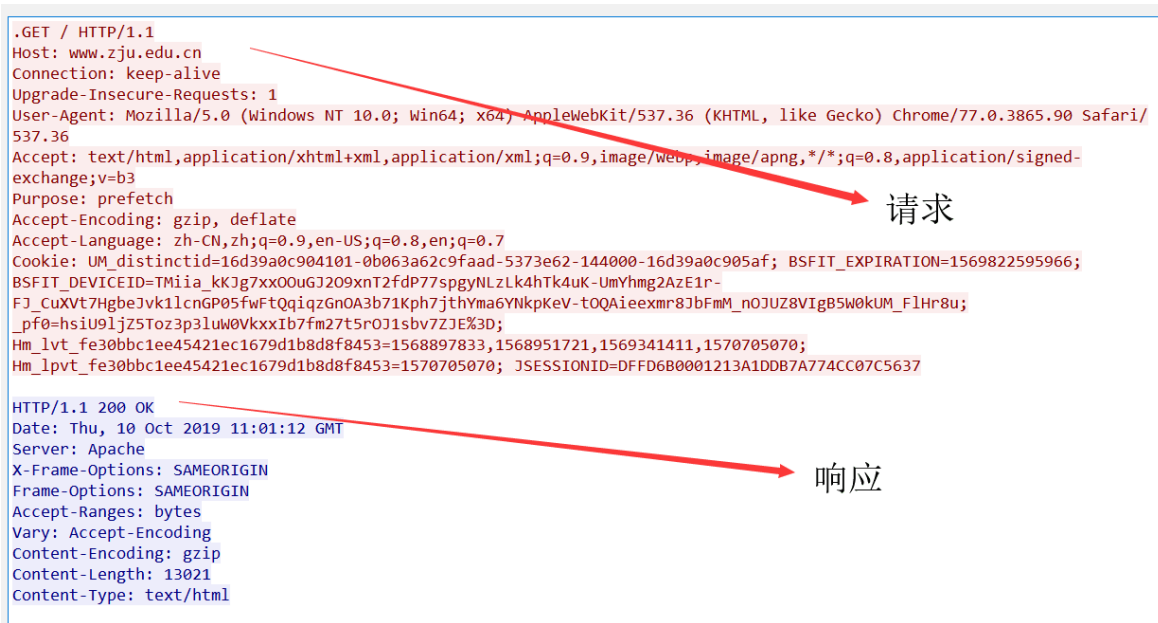 .GET / HTTP/1.1
Host: www.zju.edu.cn
Connection: keep-alive
Upgrade-Insecure-Requests: 1
User-Agent: Mozilla/5.0 (Windows NT 10.0; Win64; x64) AppleWebKit/537.36 (KHTML, like Gecko) Chrome/77.0.3865.90 Safari/
537.36
Accept: text/html,application/xhtml+xml,application/xml;q=0.9,image/webp,image/apng,*/*;q=0.8,application/signed-
exchange;v=b3
Purpose: prefetch
请求
Accept-Encoding: gzip, deflate
Accept-Language: zh-CN,zh;q=0.9,en-US;q=0.8,en;q=0.7
Cookie: UM_distinctid=16d39a0c904101-0b063a62c9faad-5373e62-144000-16d39a0c905af; BSFIT_EXPIRATION=1569822595966;
BSFIT_DEVICEID=TMiia_kKJg7xxOOuGJ2O9xnT2fdP77spgyNLzLk4hTk4uK-UmYhmg2AzE1r-
FJ_CuXVt7HgbeJvk1lcnGP05fwFtQqiqzGnOA3b71Kph7jthYma6YNkpKeV-tOQAieexmr8JbFmM_nOJUZ8VIgB5W0kUM_FlHr8u;
_pf0=hsiU9ljZ5Toz3p3luW0VkxxIb7fm27t5rOJ1sbv7ZJE%3D;
Hm_lvt_fe30bbc1ee45421ec1679d1b8d8f8453=1568897833,1568951721,1569341411,1570705070;
Hm_lpvt_fe30bbc1ee45421ec1679d1b8d8f8453=1570705070; JSESSIONID=DFFD6B0001213A1DDB7A774CC07C5637
HTTP/1.1 200 OK
Date: Thu, 10 Oct 2019 11:01:12 GMT
Server: Apache
X-Frame-Options: SAMEORIGIN
响应
Frame-Options: SAMEORIGIN
Accept-Ranges: bytes
Vary: Accept-Encoding
Content-Encoding: gzip
Content-Length: 13021
Content-Type: text/html